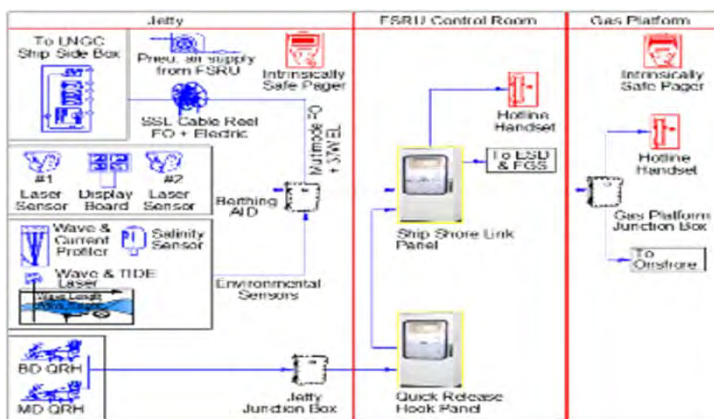 Jetty
FSRU Control Room
Gas Platform
To LNGC
Ship Side Box
Pneu. air supply
from FSRU
Intrinsically
Safe Pager
SSL Cable Reel
FO + Electric
Multimode FO
#1
Laser
Sensor
Display
Board
#2
Laser
Sensor
Berthing
AID
Wave &
Current
Profiler
Salinity
Sensor
Wave & TIDE
Laser
Environmental
Sensors
BD QRH
MD QRH
Jetty
Junction Box
Hotline
Handset
To ESD
& FGS
Ship Shore Link
Panel
Quick Release
Hook Panel
Intrinsically
Safe Pager
Hotline
Handset
Gas Platform
Junction Box
To
Onshore